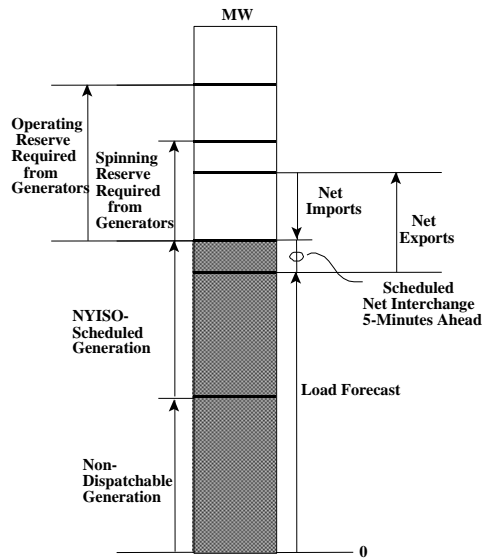 MW
Operating
Reserve
Required
from
Generators
Spinning
Reserve
Required
from
Generators
Net
Imports
Net
Exports
Scheduled
Net Interchange
5-Minutes Ahead
NYISO-
Scheduled
Generation
Load Forecast
Non-
Dispatchable
Generation
0